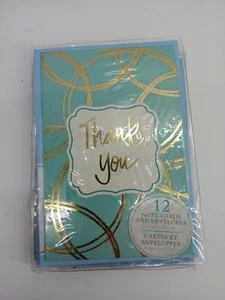 Thank
you
12
NOTE CARDS
AND ENVELOPES
CARTES ET
ENVELOPPES